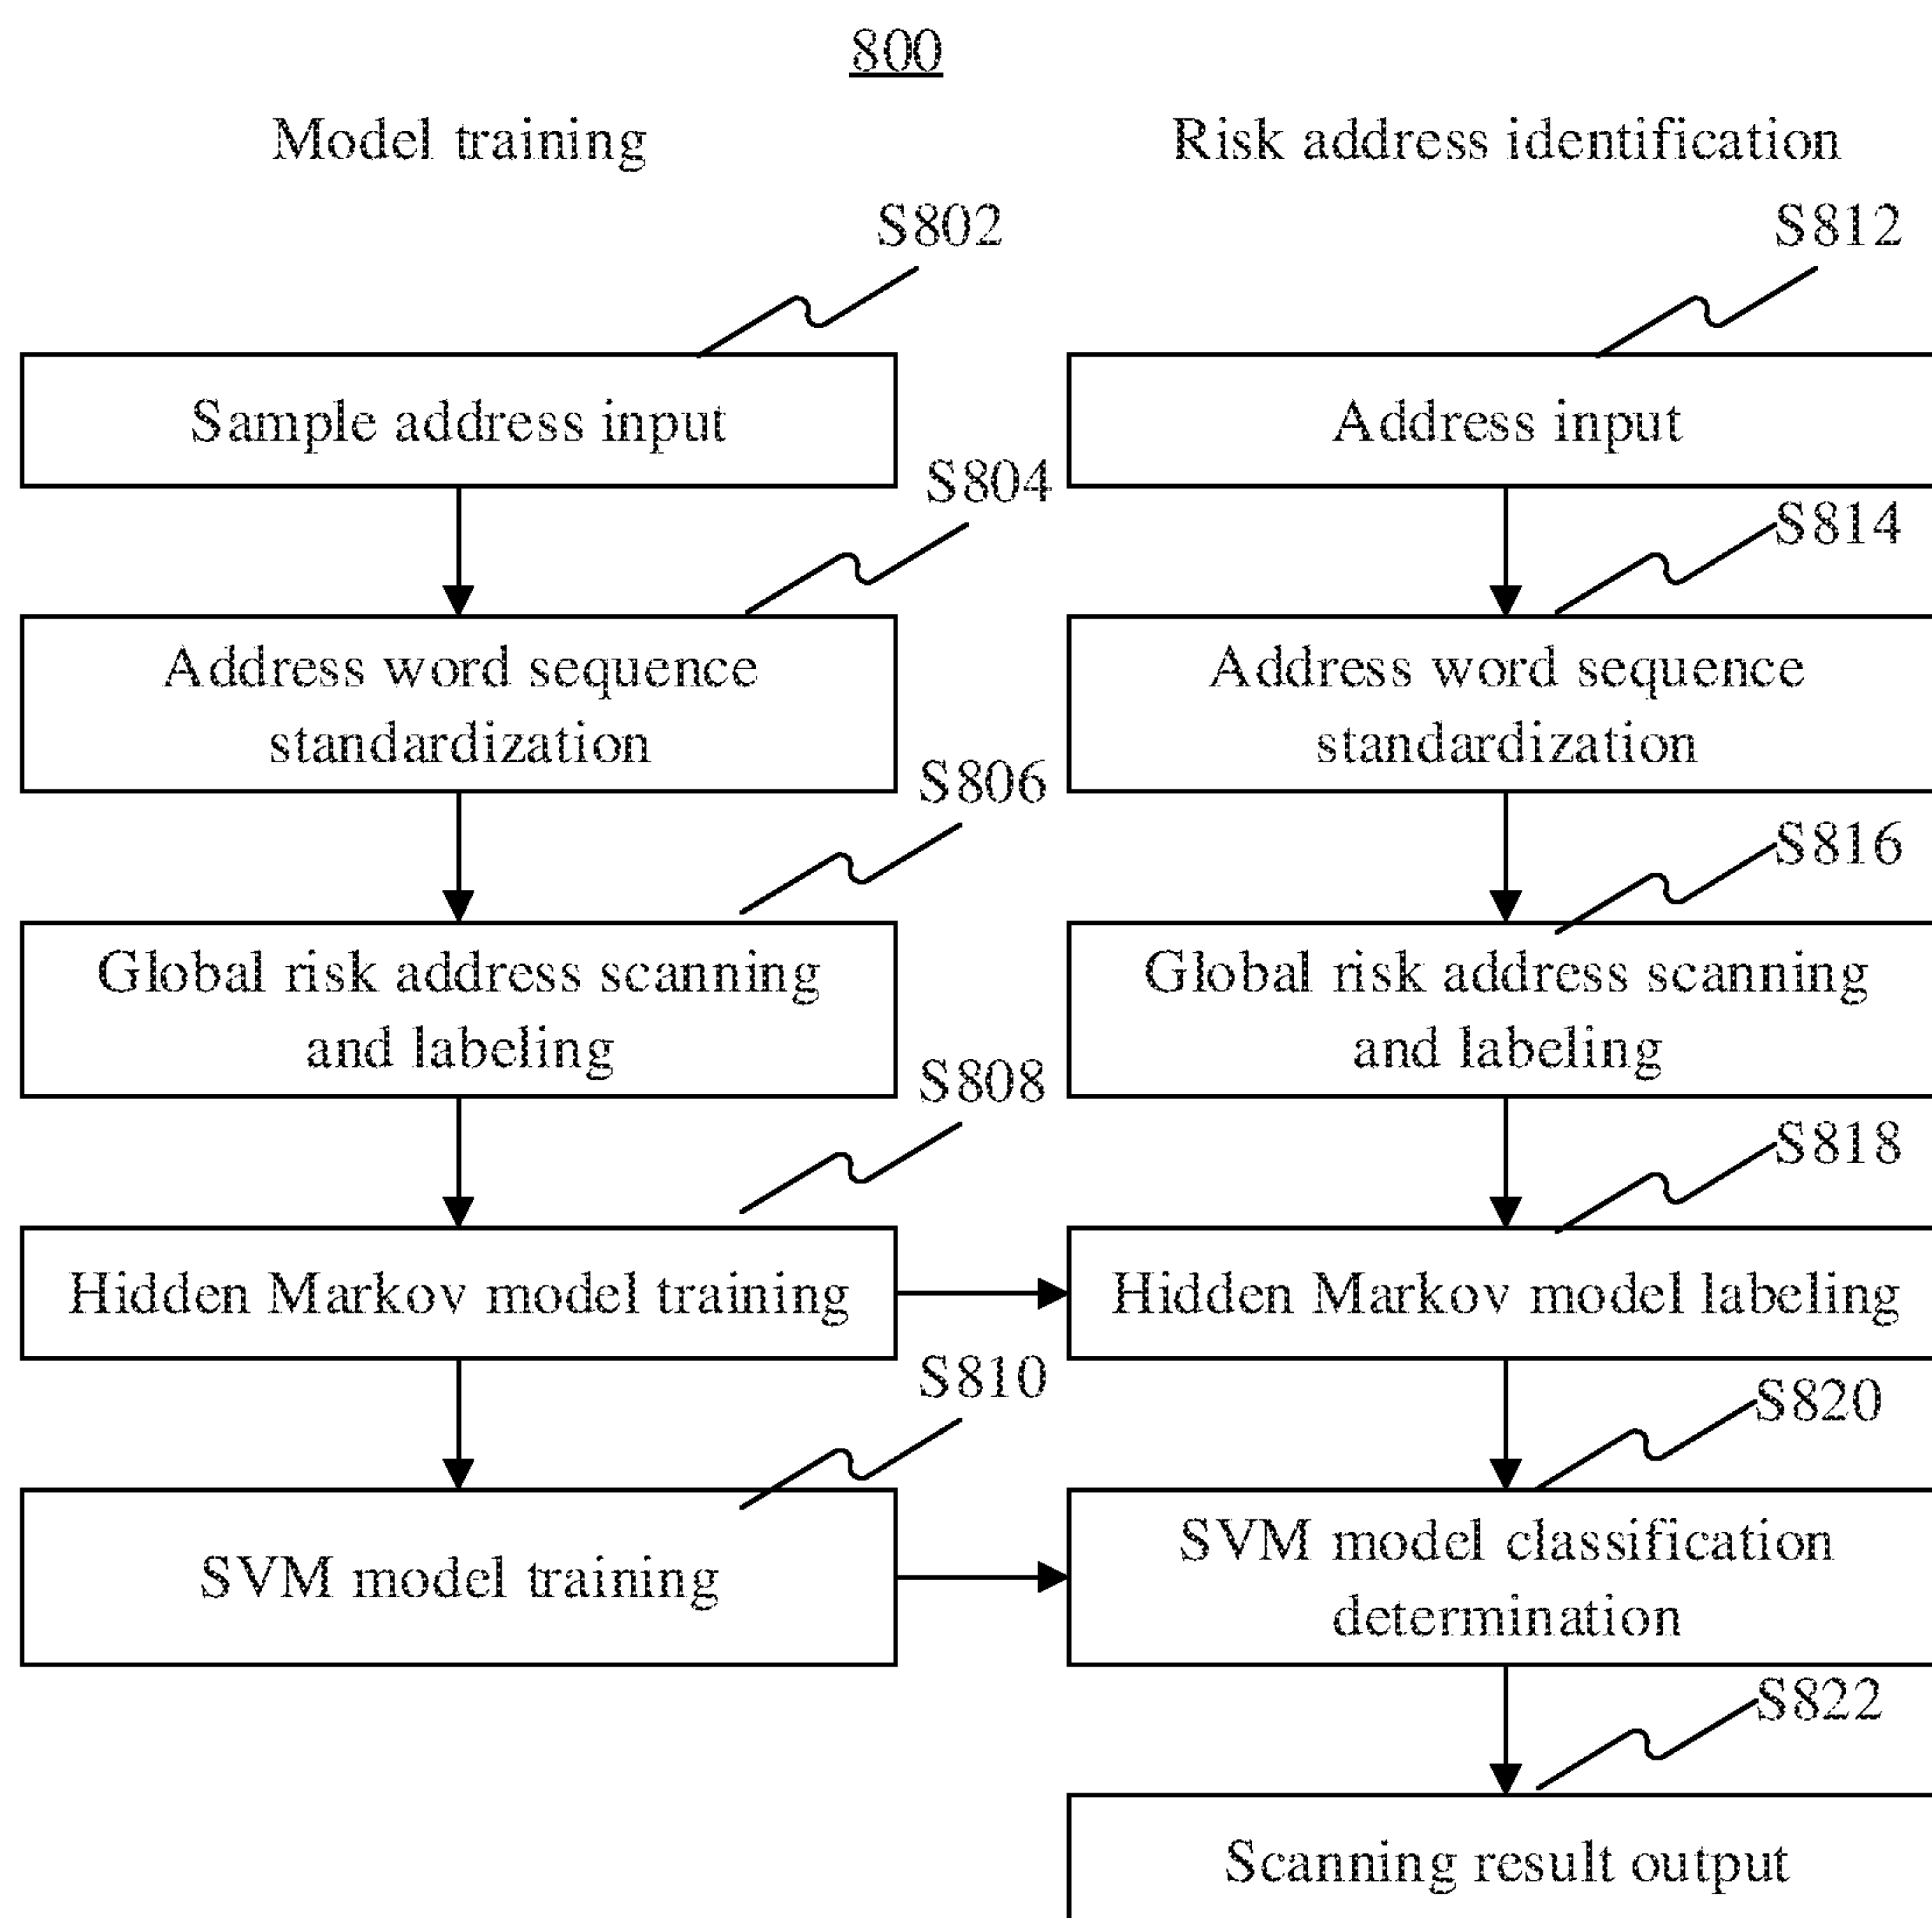 800
Model training
Risk address identification
S802
S812
Sample address input
Address input
S804
S814
Address word sequence
standardization
Address word sequence
standardization
S806
S816
Global risk address scanning
and labeling
Global risk address scanning
and labeling
S808
S818
Hidden Markov model training
Hidden Markov model labeling
S810
S820
SVM model training
SVM model classification
determination
S822
Scanning result output